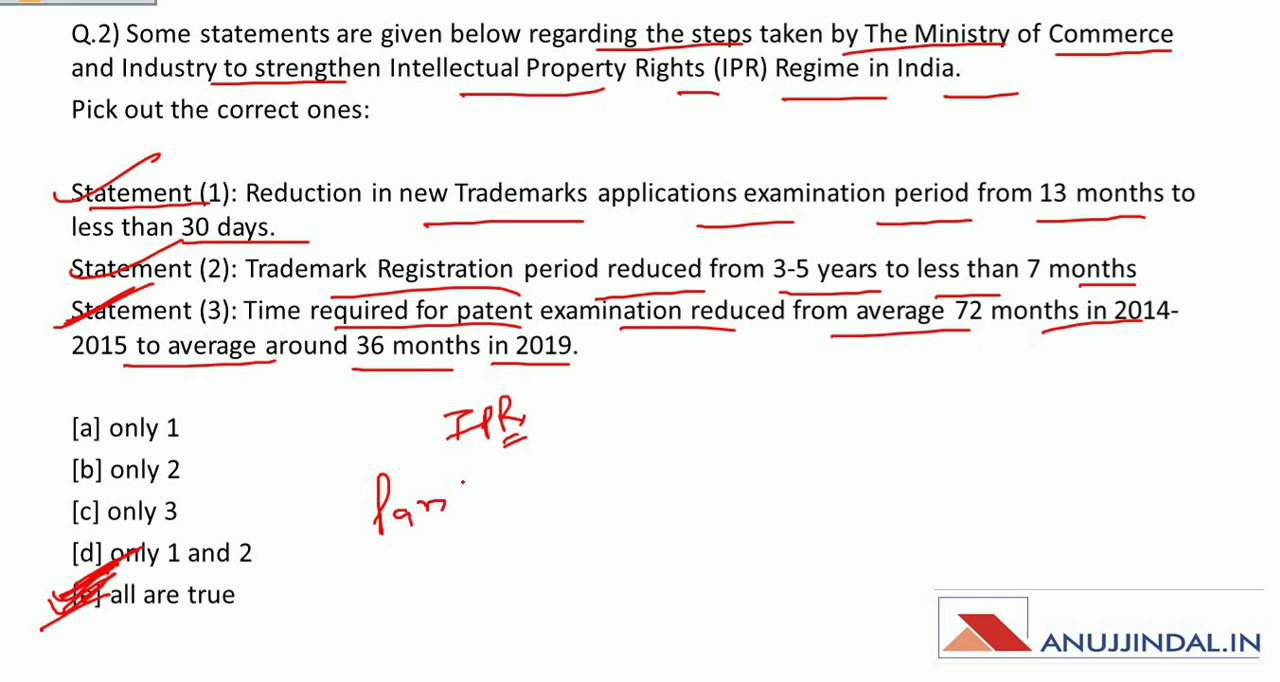 Q.2) Some statements are given below regarding the steps taken by The Ministry of Commerce
and Industry to strengthen Intellectual Property Rights (IPR) Regime in India.
Pick out the correct ones:
Statement (1): Reduction in new Trademarks applications examination period from 13 months to
less than 30 days.
Statement (2): Trademark Registration period reduced from 3-5 years to less than 7 months
Statement (3): Time required for patent examination reduced from average 72 months in 2014-
2015 to average around 36 months in 2019.
[a] only 1
IPR
[b] only 2
[c] only 3
[d] only 1 and 2
all are true
ANUJJINDAL.IN